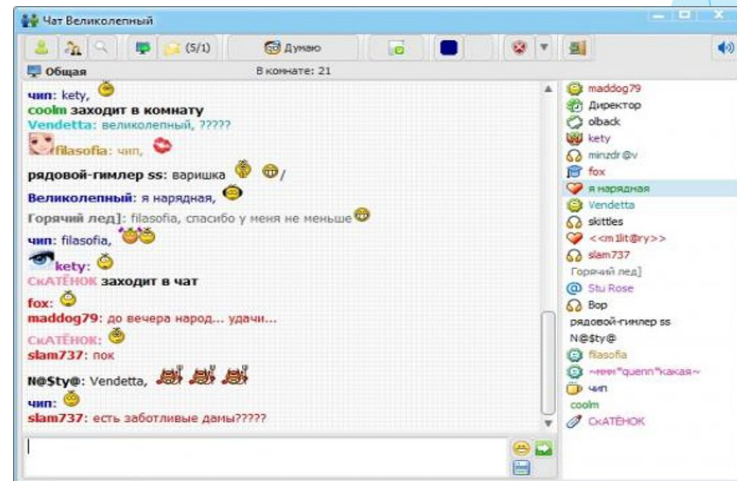 Чат Великолепный
(5/1)
Думаю
Общая
В комнате: 21
чип: kety,
coolm заходит в комнату
Vendetta: великолепный, ?????
filasofia: чип,
рядовой-гимлер ss: варишка /
Великолепный: я нарядная,
Горячий лед]: filasofia, спасибо у меня не меньше
чип: filasofia,
kety:
СкАТЁНОК заходит в чат
fox:
maddog79: до вечера народ... удачи...
СкАТЁНОК:
slam737: пок
N@$ty@: Vendetta,
чип:
slam737: есть заботливые дамы?????
maddog79
Директор
olback
kety
minzdr@v
fox
я нарядная
Vendetta
skittles
<<m1lit@ry>>
slam737
Горячий лед]
Stu Rose
Вор
рядовой-гимлер ss
N@$ty@
filasofia
~ммм"quenn"какая~
чип
coolm
СкАТЁНОК